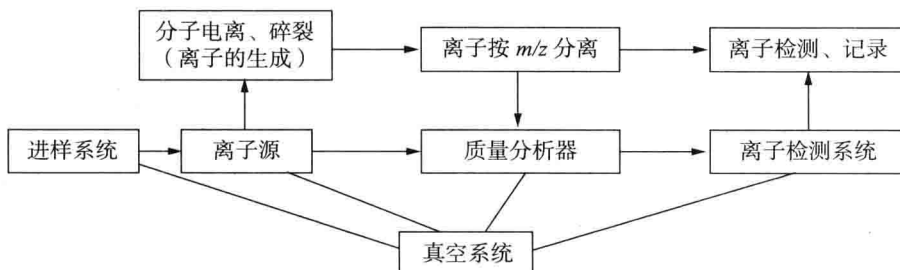 分子电离、碎裂
（离子的生成）
离子按 m/z 分离
离子检测、记录
进样系统
离子源
质量分析器
离子检测系统
真空系统